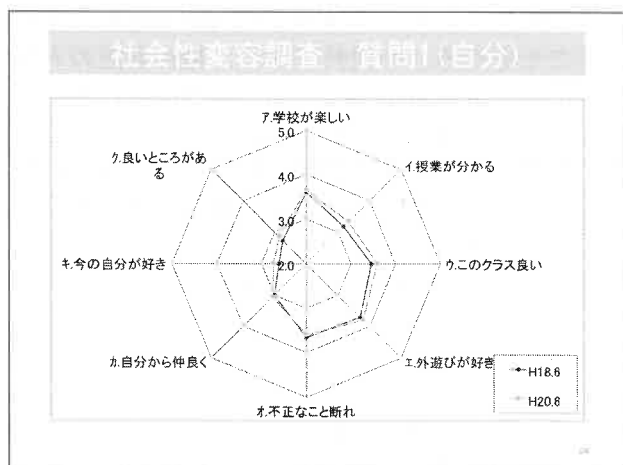 社会性変容調査　質問1(自分)
ア.学校が楽しい
5.0
ク.良いところがあ
る
イ.授業が分かる
4.0
3.0
キ.今の自分が好き
2.0
ウ.このクラス良い
カ.自分から仲良く
エ.外遊びが好き
オ.不正なこと断れ
H18.6
H20.6